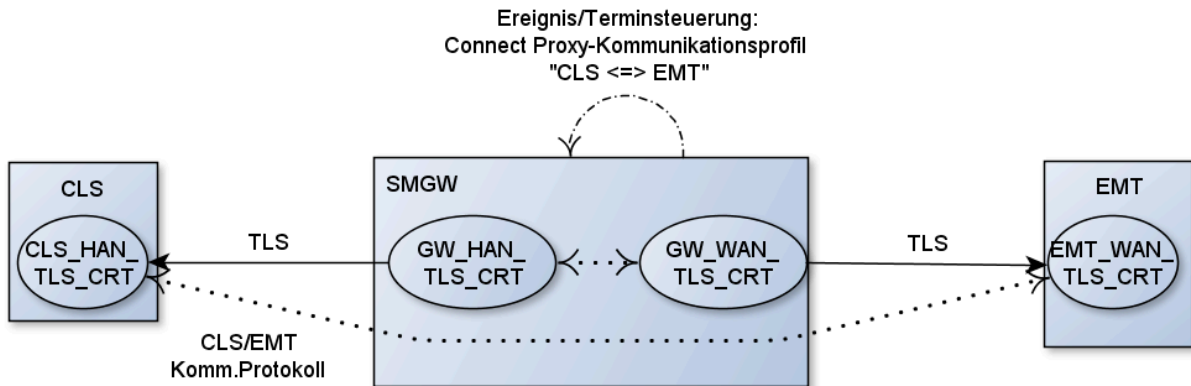 Ereignis/Terminsteuerung:
Connect Proxy-Kommunikationsprofil
"CLS <=> EMT"
CLS
SMGW
EMT
CLS_HAN_
TLS_CRT
TLS
GW_HAN_
TLS_CRT
GW_WAN_
TLS_CRT
TLS
EMT_WAN_
TLS_CRT
CLS/EMT
Komm.Protokoll